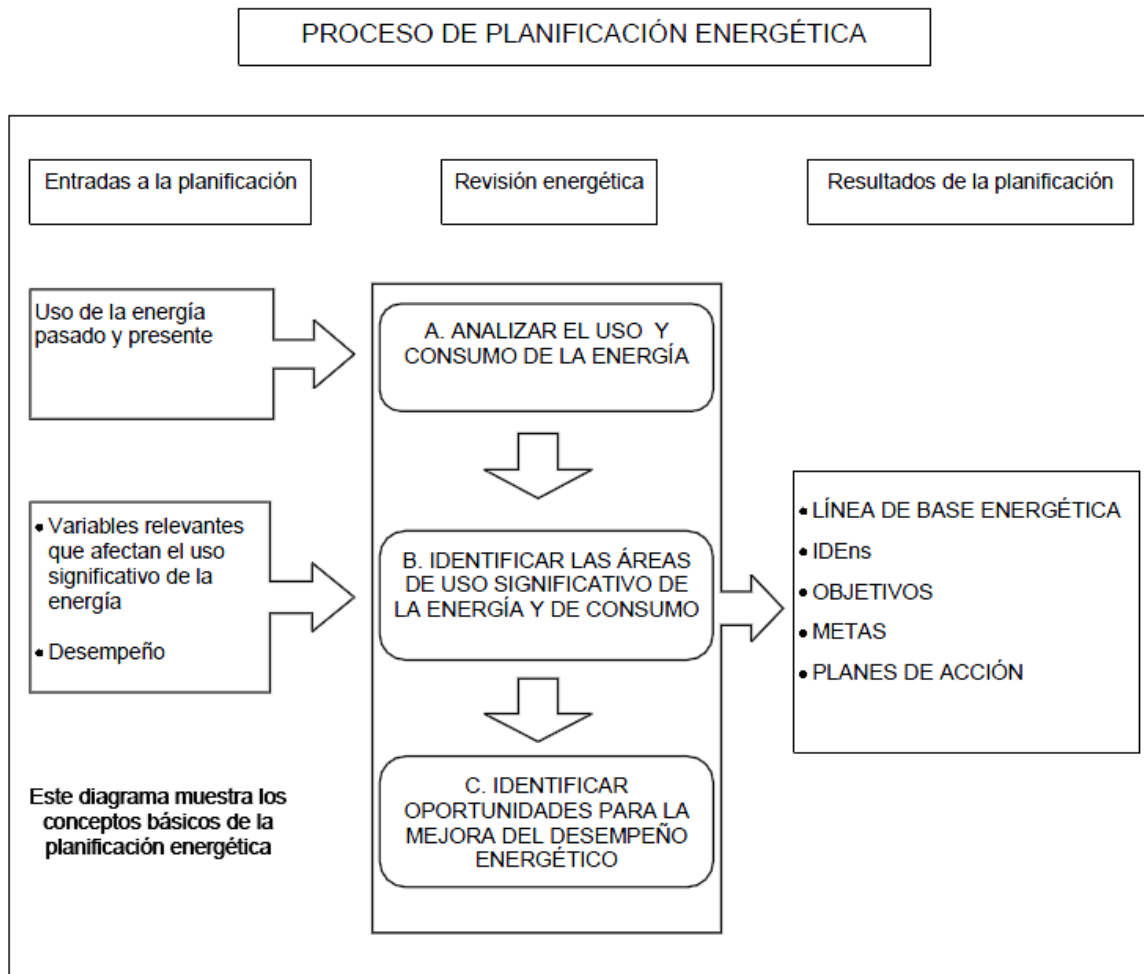 PROCESO DE PLANIFICACIÓN ENERGÉTICA
Entradas a la planificación
Revisión energética
Resultados de la planificación
Uso de la energía
pasado y presente
A. ANALIZAR EL USO Y
CONSUMO DE LA ENERGÍA
• Variables relevantes
que afectan el uso
significativo de la
energía
• Desempeño
B. IDENTIFICAR LAS ÁREAS
DE USO SIGNIFICATIVO DE
LA ENERGÍA Y DE CONSUMO
• LÍNEA DE BASE ENERGÉTICA
• IDEns
• OBJETIVOS
• METAS
• PLANES DE ACCIÓN
C. IDENTIFICAR
OPORTUNIDADES PARA LA
MEJORA DEL DESEMPEÑO
ENERGÉTICO
Este diagrama muestra los
conceptos básicos de la
planificación energética